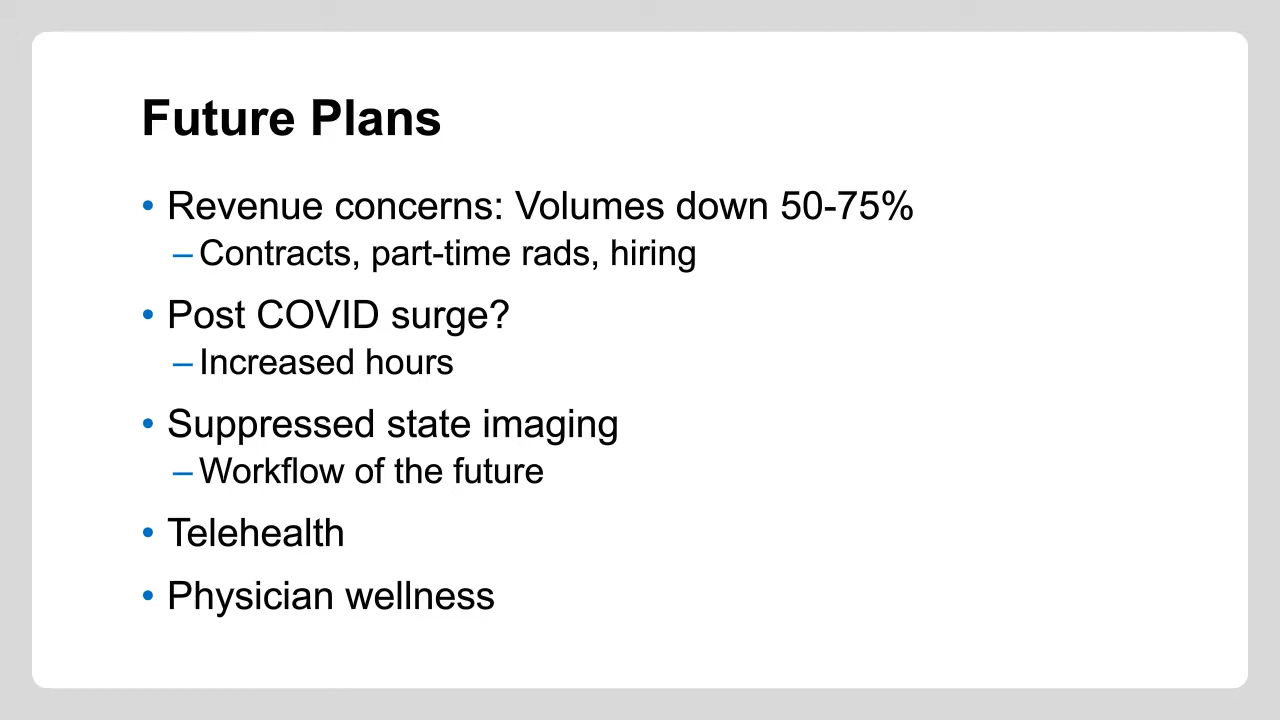 Future Plans
• Revenue concerns: Volumes down 50-75%
– Contracts, part-time rads, hiring
• Post COVID surge?
– Increased hours
• Suppressed state imaging
– Workflow of the future
• Telehealth
• Physician wellness